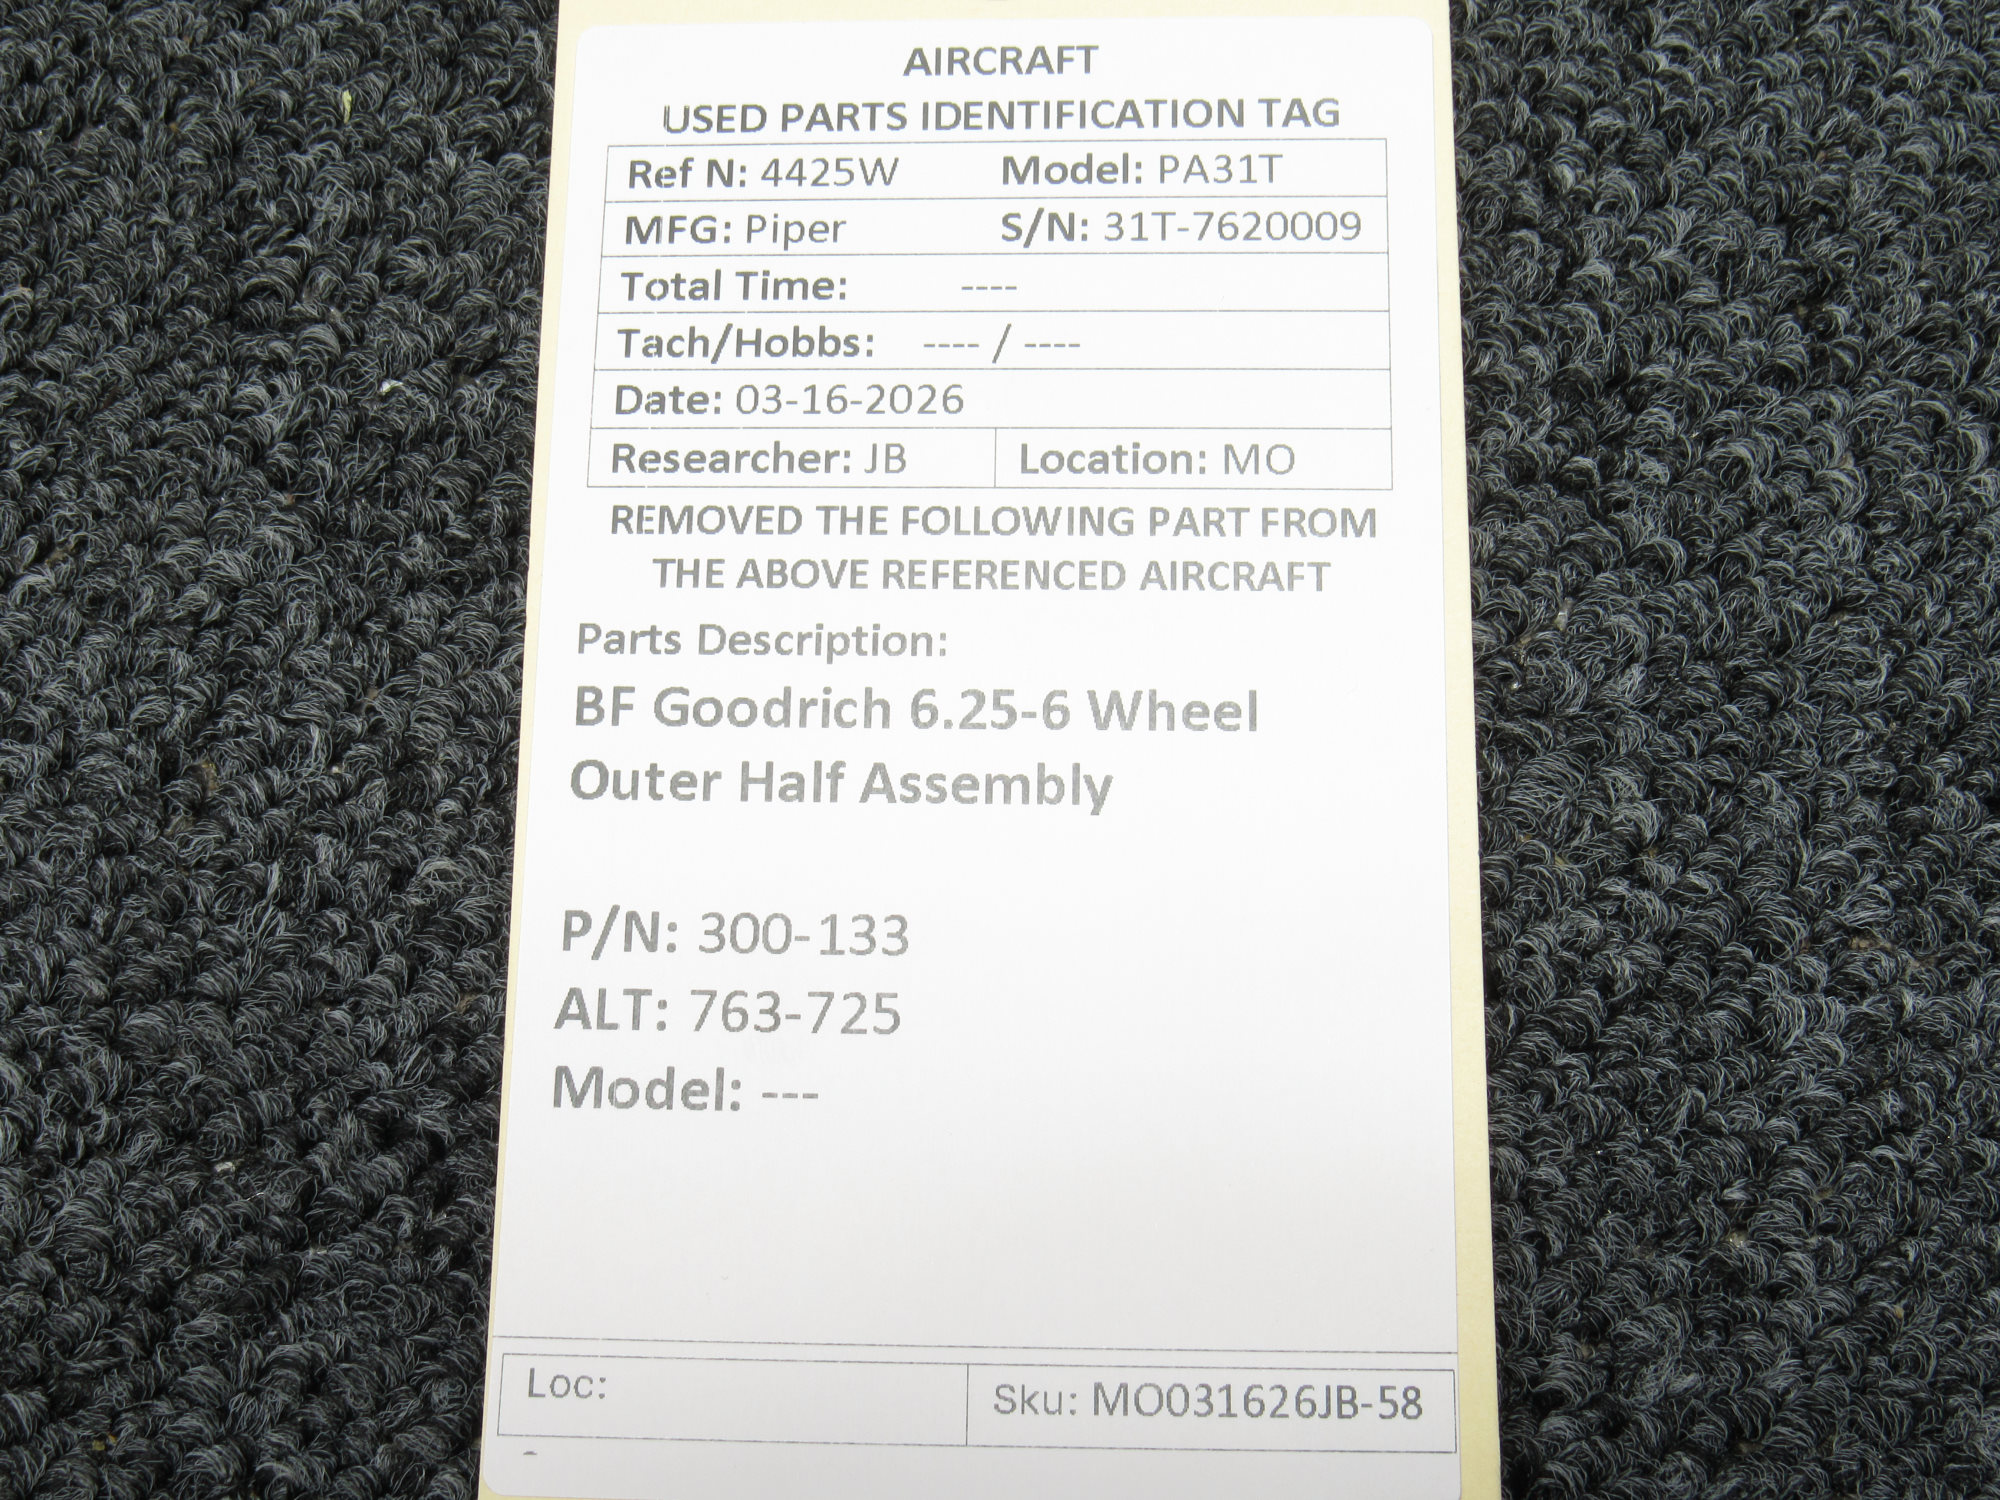 AIRCRAFT
USED PARTS IDENTIFICATION TAG
Ref N: 4425W Model: PA31T
MFG: Piper S/N: 31T-7620009
Total Time: ----
Tach/Hobbs: ---- / ----
Date: 03-16-2026
Researcher: JB Location: MO
REMOVED THE FOLLOWING PART FROM
THE ABOVE REFERENCED AIRCRAFT
Parts Description:
BF Goodrich 6.25-6 Wheel
Outer Half Assembly
P/N: 300-133
ALT: 763-725
Model: ---
Loc: Sku: MO031626JB-58